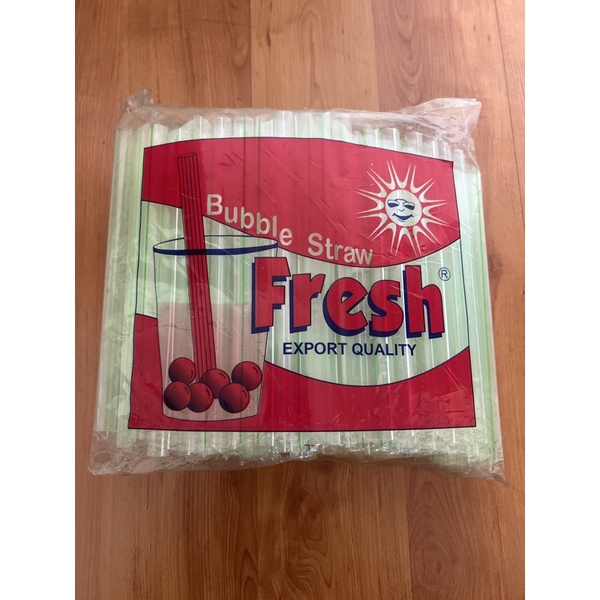 Bubble Straw
Fresh®
EXPORT QUALITY